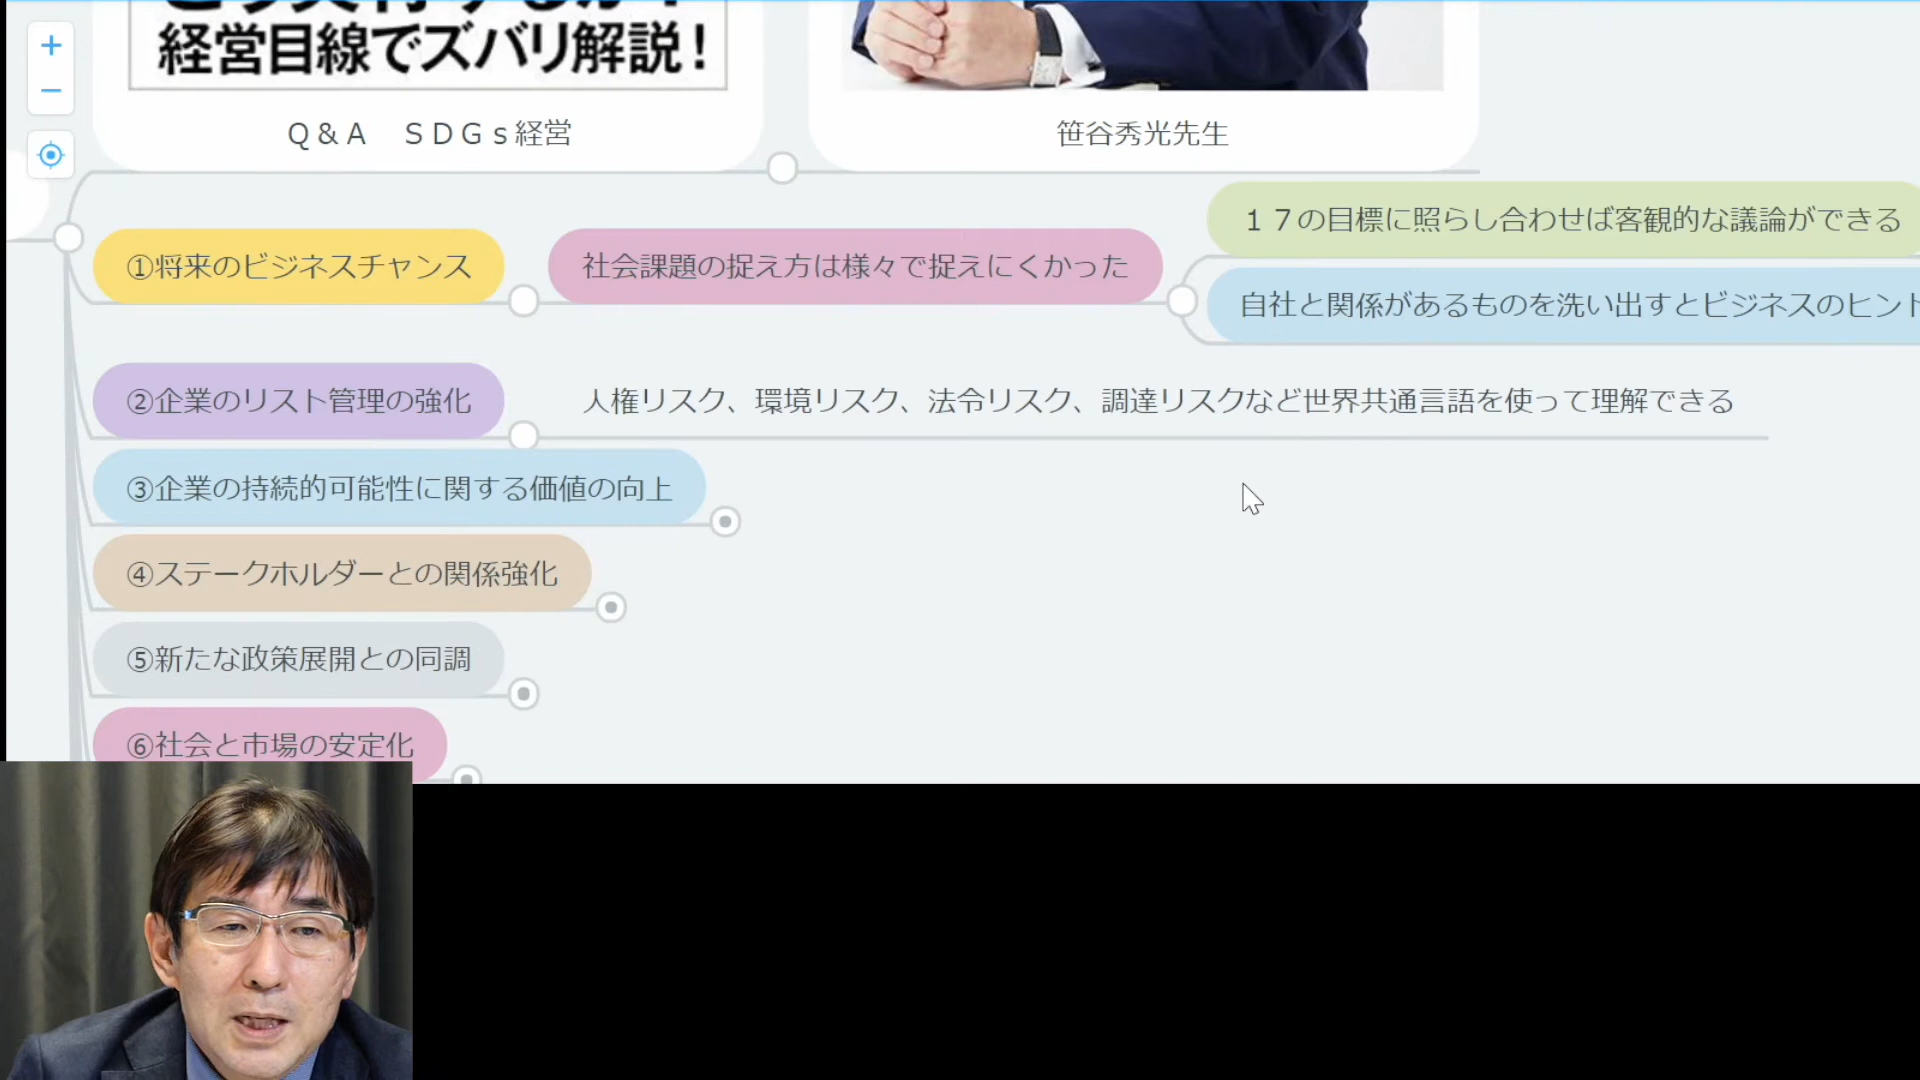 経営目線でズバリ解説！
Ｑ＆Ａ　ＳＤＧｓ経営
笹谷秀光先生
①将来のビジネスチャンス
社会課題の捉え方は様々で捉えにくかった
１７の目標に照らし合わせば客観的な議論ができる
自社と関係があるものを洗い出すとビジネスのヒント
②企業のリスト管理の強化
人権リスク、環境リスク、法令リスク、調達リスクなど世界共通言語を使って理解できる
③企業の持続的可能性に関する価値の向上
④ステークホルダーとの関係強化
⑤新たな政策展開との同調
⑥社会と市場の安定化